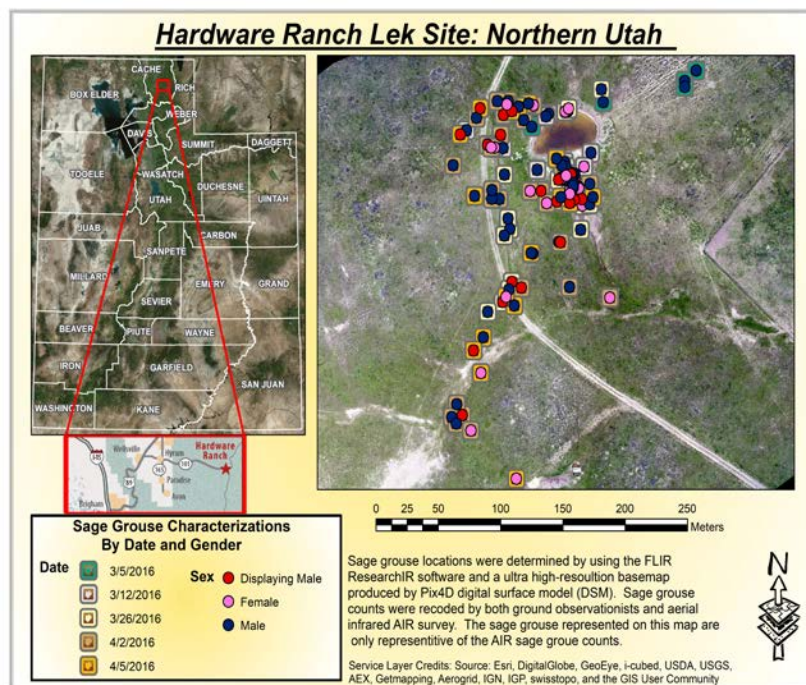 Hardware Ranch Lek Site: Northern Utah
CACHE
RICH
BOX ELDER
WEBER
DAVIS
SUMMIT
DAGGETT
TOOELE
WASATCH
DUCHESNE
UTAH
UINTAH
JUAB
CARBON
SANPETE
MILLARD
EMERY
GRAND
SEVIER
BEAVER
PIUTE
WAYNE
IRON
GARFIELD
SAN JUAN
WASHINGTON
KANE
Wellsville
Hyrum
Hardware
Ranch
89
165
101
Paradise
Avon
Brigham
0 25 50 100 150 200 250
Meters
Sage Grouse Characterizations
By Date and Gender
Date
3/5/2016
3/12/2016
3/26/2016
4/2/2016
4/5/2016
Sex
Displaying Male
Female
Male
Sage grouse locations were determined by using the FLIR
ResearchIR software and a ultra high-resoultion basemap
produced by Pix4D digital surface model (DSM). Sage grouse
counts were recoded by both ground observationists and aerial
infrared AIR survey. The sage grouse represented on this map are
only representitive of the AIR sage groue counts.
N
Service Layer Credits: Source: Esri, DigitalGlobe, GeoEye, i-cubed, USDA, USGS,
AEX, Getmapping, Aerogrid, IGN, IGP, swisstopo, and the GIS User Community